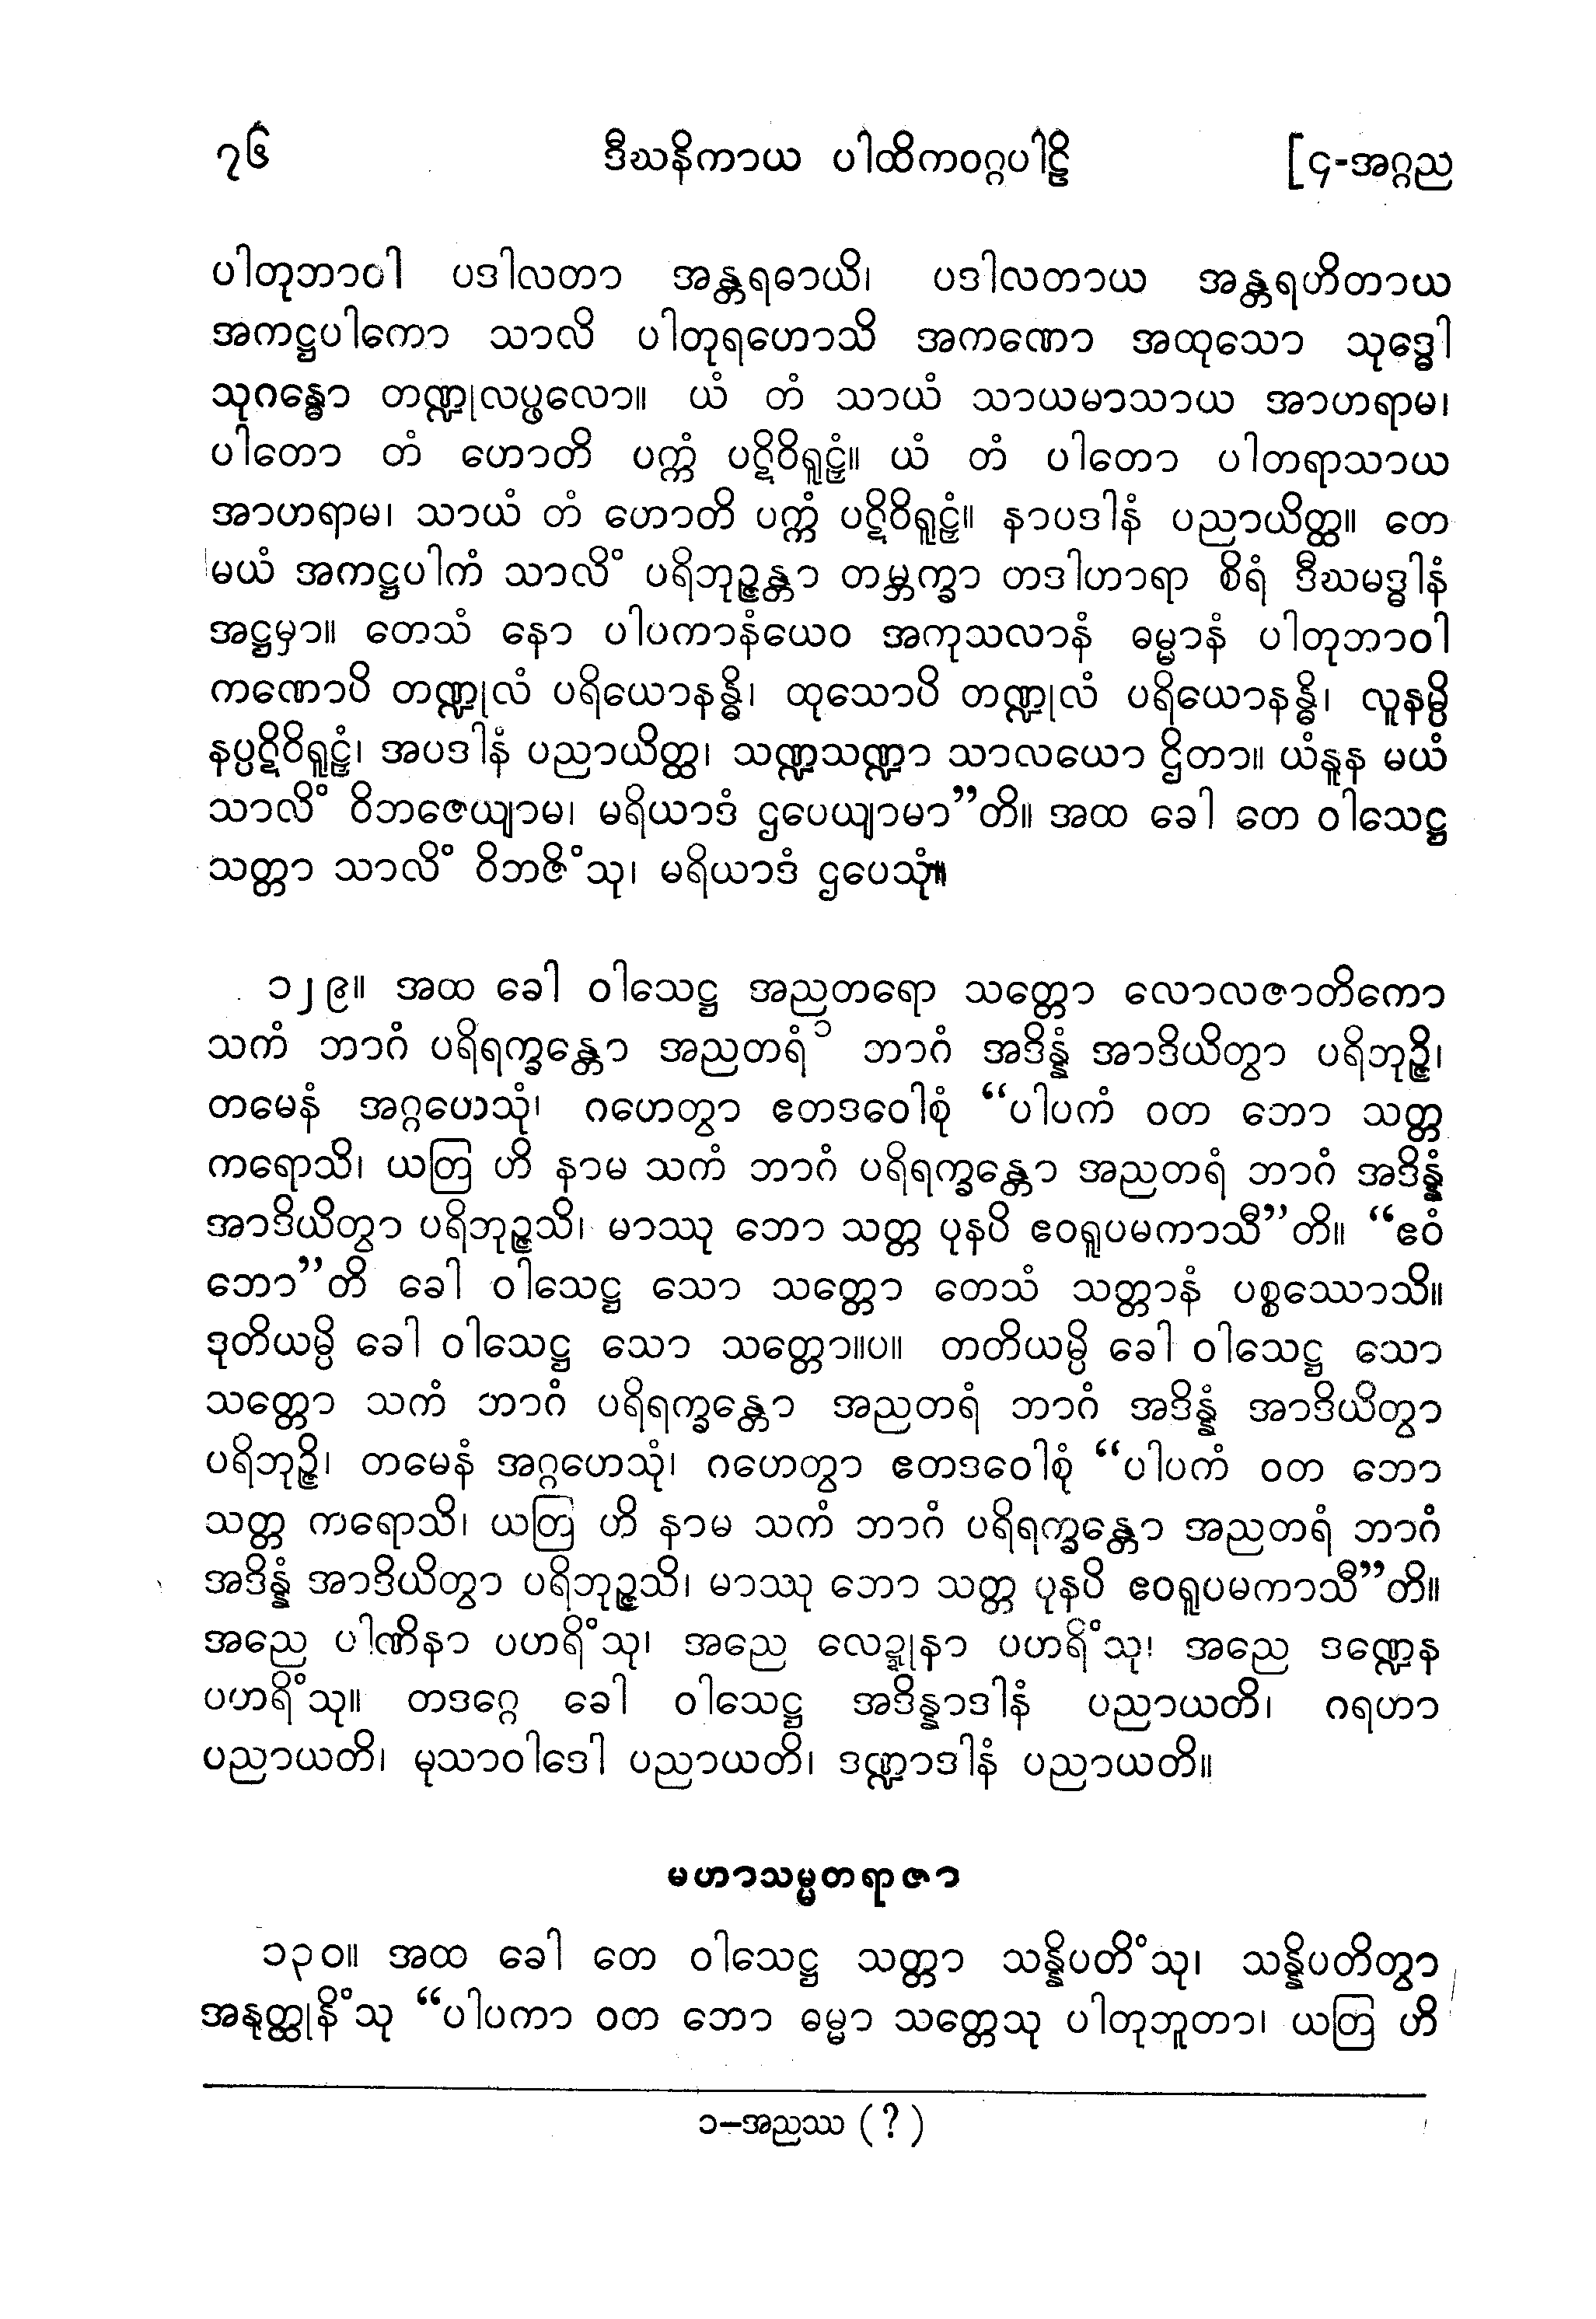 ၇၆ ဒီဃနိကာယ ပါထိကဝဂ္ဂပါဠိ [၄-အဂ္ဂည
ပါတုဘာဝါ ပဒါလတာ အန္တရဓာယိ၊ ပဒါလတာယ အန္တရဟိတာယ
အကဋ္ဌပါကော သာလိ ပါတုရဟောသိ အကဏော အထုသော သုဒ္ဓေါ
သုဂန္ဓော တဏ္ဍုလပ္ဖလော။ ယံ တံ သာယံ သာယမာသာယ အာဟရာမ၊
ပါတော တံ ဟောတိ ပက္ကံ ပဋိဝိရူဠှံ။ ယံ တံ ပါတော ပါတရာသာယ
အာဟရာမ၊ သာယံ တံ ဟောတိ ပက္ကံ ပဋိဝိရူဠှံ။ နာပဒါနံ ပညာယိတ္ထ။ တေ
မယံ အကဋ္ဌပါကံ သာလိံ ပရိဘုဉ္ဇန္တာ တမ္ဘက္ခာ တဒါဟာရာ စိရံ ဒီဃမဒ္ဓါနံ
အဋ္ဌမှာ။ တေသံ နော ပါပကာနံယေဝ အကုသလာနံ ဓမ္မာနံ ပါတုဘာဝါ
ကဏောပိ တဏ္ဍုလံ ပရိယောနန္ဓိ၊ ထုသောပိ တဏ္ဍုလံ ပရိယောနန္ဓိ၊ လူနမ္ပိ
နပ္ပဋိဝိရူဠှံ၊ အပဒါနံ ပညာယိတ္ထ၊ သဏ္ဍသဏ္ဍာ သာလယော ဌိတာ။ ယံနူန မယံ
သာလိံ ဝိဘဇေယျာမ၊ မရိယာဒံ ဌပေယျာမာ”တိ။ အထ ခေါ တေ ဝါသေဋ္ဌ
သတ္တာ သာလိံ ဝိဘဇိံသု၊ မရိယာဒံ ဌပေသုံ။
၁၂၉။ အထ ခေါ ဝါသေဋ္ဌ အညတရော သတ္တော လောလဇာတိကော
သကံ ဘာဂံ ပရိရက္ခန္တော အညတရံ ၁ ဘာဂံ အဒိန္နံ အာဒိယိတွာ ပရိဘုဉ္ဇိ၊
တမေနံ အဂ္ဂဟေသုံ၊ ဂဟေတွာ ဧတဒဝေါစုံ “ပါပကံ ဝတ ဘော သတ္တ
ကရောသိ၊ ယတြ ဟိ နာမ သကံ ဘာဂံ ပရိရက္ခန္တော အညတရံ ဘာဂံ အဒိန္နံ
အာဒိယိတွာ ပရိဘုဉ္ဇသိ၊ မာဿု ဘော သတ္တ ပုနပိ ဧဝရူပမကာသီ”တိ။ “ဧဝံ
ဘော”တိ ခေါ ဝါသေဋ္ဌ သော သတ္တော တေသံ သတ္တာနံ ပစ္စဿောသိ။
ဒုတိယမ္ပိ ခေါ ဝါသေဋ္ဌ သော သတ္တော။ပ။ တတိယမ္ပိ ခေါ ဝါသေဋ္ဌ သော
သတ္တော သကံ ဘာဂံ ပရိရက္ခန္တော အညတရံ ဘာဂံ အဒိန္နံ အာဒိယိတွာ
ပရိဘုဉ္ဇိ၊ တမေနံ အဂ္ဂဟေသုံ၊ ဂဟေတွာ ဧတဒဝေါစုံ “ပါပကံ ဝတ ဘော
သတ္တ ကရောသိ၊ ယတြ ဟိ နာမ သကံ ဘာဂံ ပရိရက္ခန္တော အညတရံ ဘာဂံ
အဒိန္နံ အာဒိယိတွာ ပရိဘုဉ္ဇသိ၊ မာဿု ဘော သတ္တ ပုနပိ ဧဝရူပမကာသီ”တိ။
အညေ ပါဏိနာ ပဟရိံသု၊ အညေ လေဍ္ဍုနာ ပဟရိံသု၊ အညေ ဒဏ္ဍေန
ပဟရိံသု။ တဒဂ္ဂေ ခေါ ဝါသေဋ္ဌ အဒိန္နာဒါနံ ပညာယတိ၊ ဂရဟာ
ပညာယတိ၊ မုသာဝါဒေါ ပညာယတိ၊ ဒဏ္ဍာဒါနံ ပညာယတိ။
မဟာသမ္မတရာဇာ
၁၃၀။ အထ ခေါ တေ ဝါသေဋ္ဌ သတ္တာ သန္နိပတိံသု၊ သန္နိပတိတွာ
အနုတ္ထုနိံသု “ပါပကာ ဝတ ဘော ဓမ္မာ သတ္တေသု ပါတုဘူတာ၊ ယတြ ဟိ
၁–အညဿ (?)